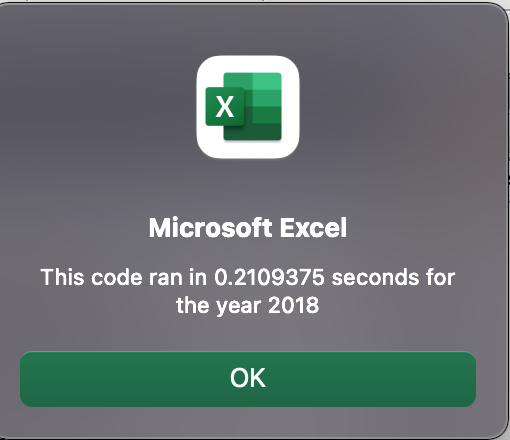 X
Microsoft Excel
This code ran in 0.2109375 seconds for
the year 2018
OK